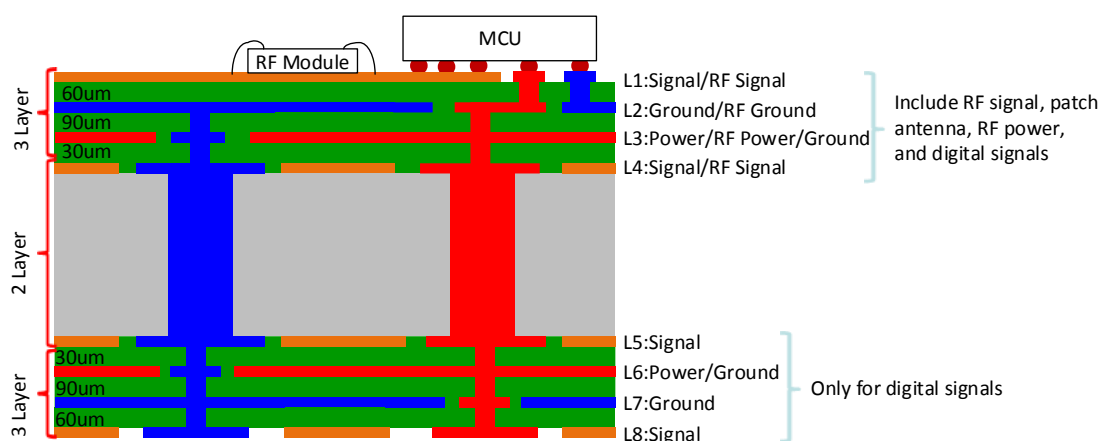 MCU
RF Module
3 Layer
60um
90um
30um
L1:Signal/RF Signal
L2:Ground/RF Ground
L3:Power/RF Power/Ground
L4:Signal/RF Signal
Include RF signal, patch
antenna, RF power,
and digital signals
2 Layer
3 Layer
30um
90um
60um
L5:Signal
L6:Power/Ground
L7:Ground
L8:Signal
Only for digital signals